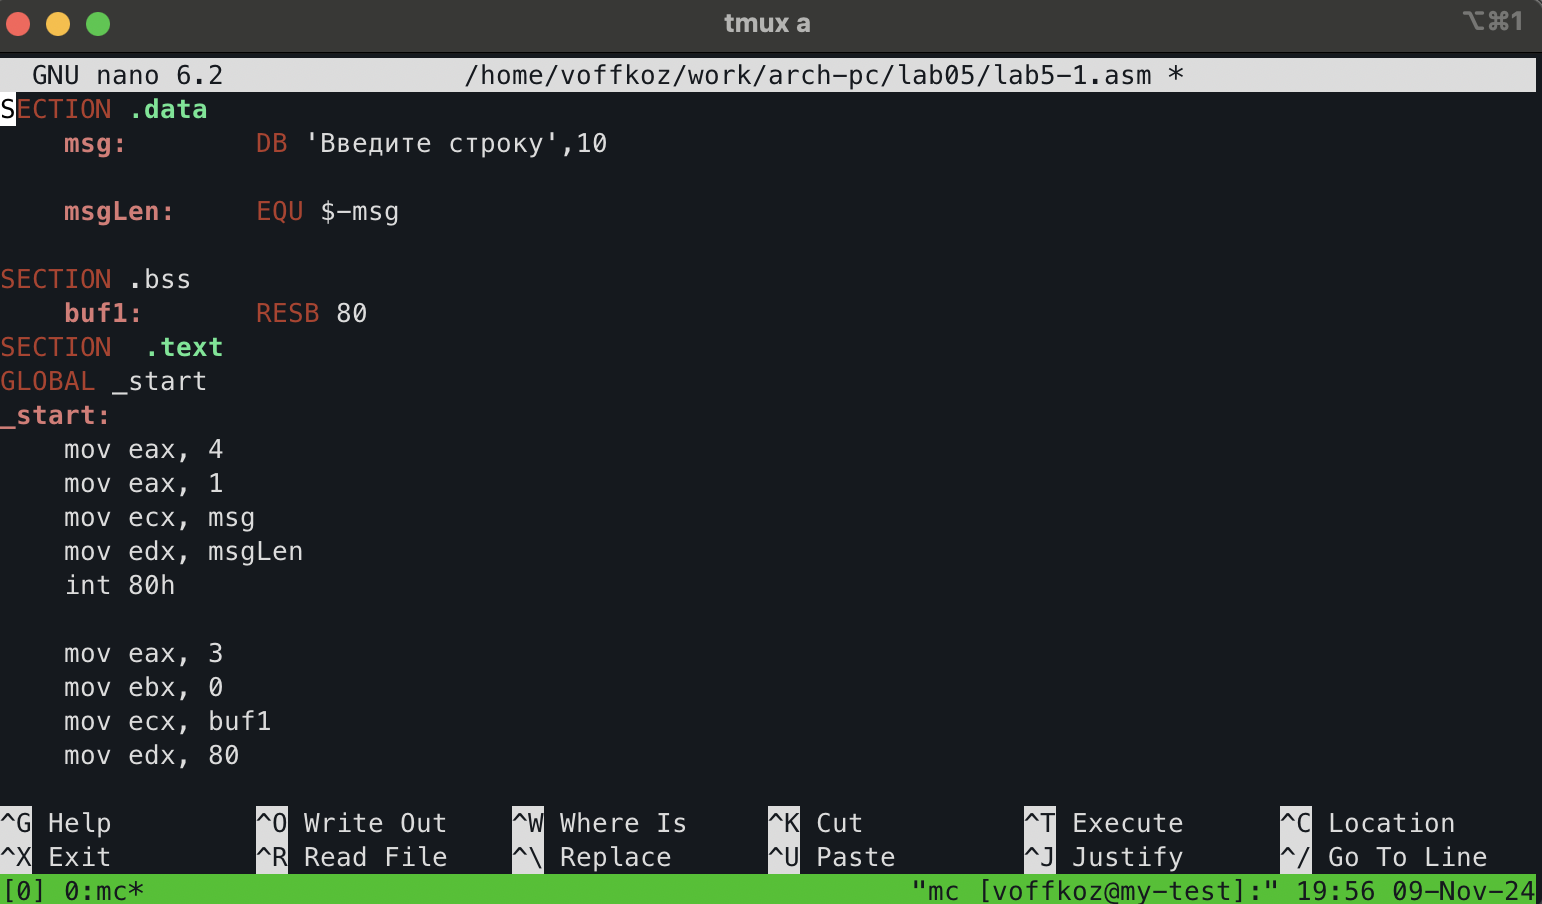 tmux a ⌥⌘1
GNU nano 6.2 /home/voffkoz/work/arch-pc/lab05/lab5-1.asm *
SECTION .data
    msg:        DB 'Введите строку',10

    msgLen:     EQU $-msg

SECTION .bss
    buf1:       RESB 80
SECTION  .text
GLOBAL _start
_start:
    mov eax, 4
    mov eax, 1
    mov ecx, msg
    mov edx, msgLen
    int 80h

    mov eax, 3
    mov ebx, 0
    mov ecx, buf1
    mov edx, 80

^G Help ^O Write Out ^W Where Is ^K Cut ^T Execute ^C Location
^X Exit ^R Read File ^\ Replace ^U Paste ^J Justify ^/ Go To Line
[0] 0:mc* "mc [voffkoz@my-test]:" 19:56 09-Nov-24